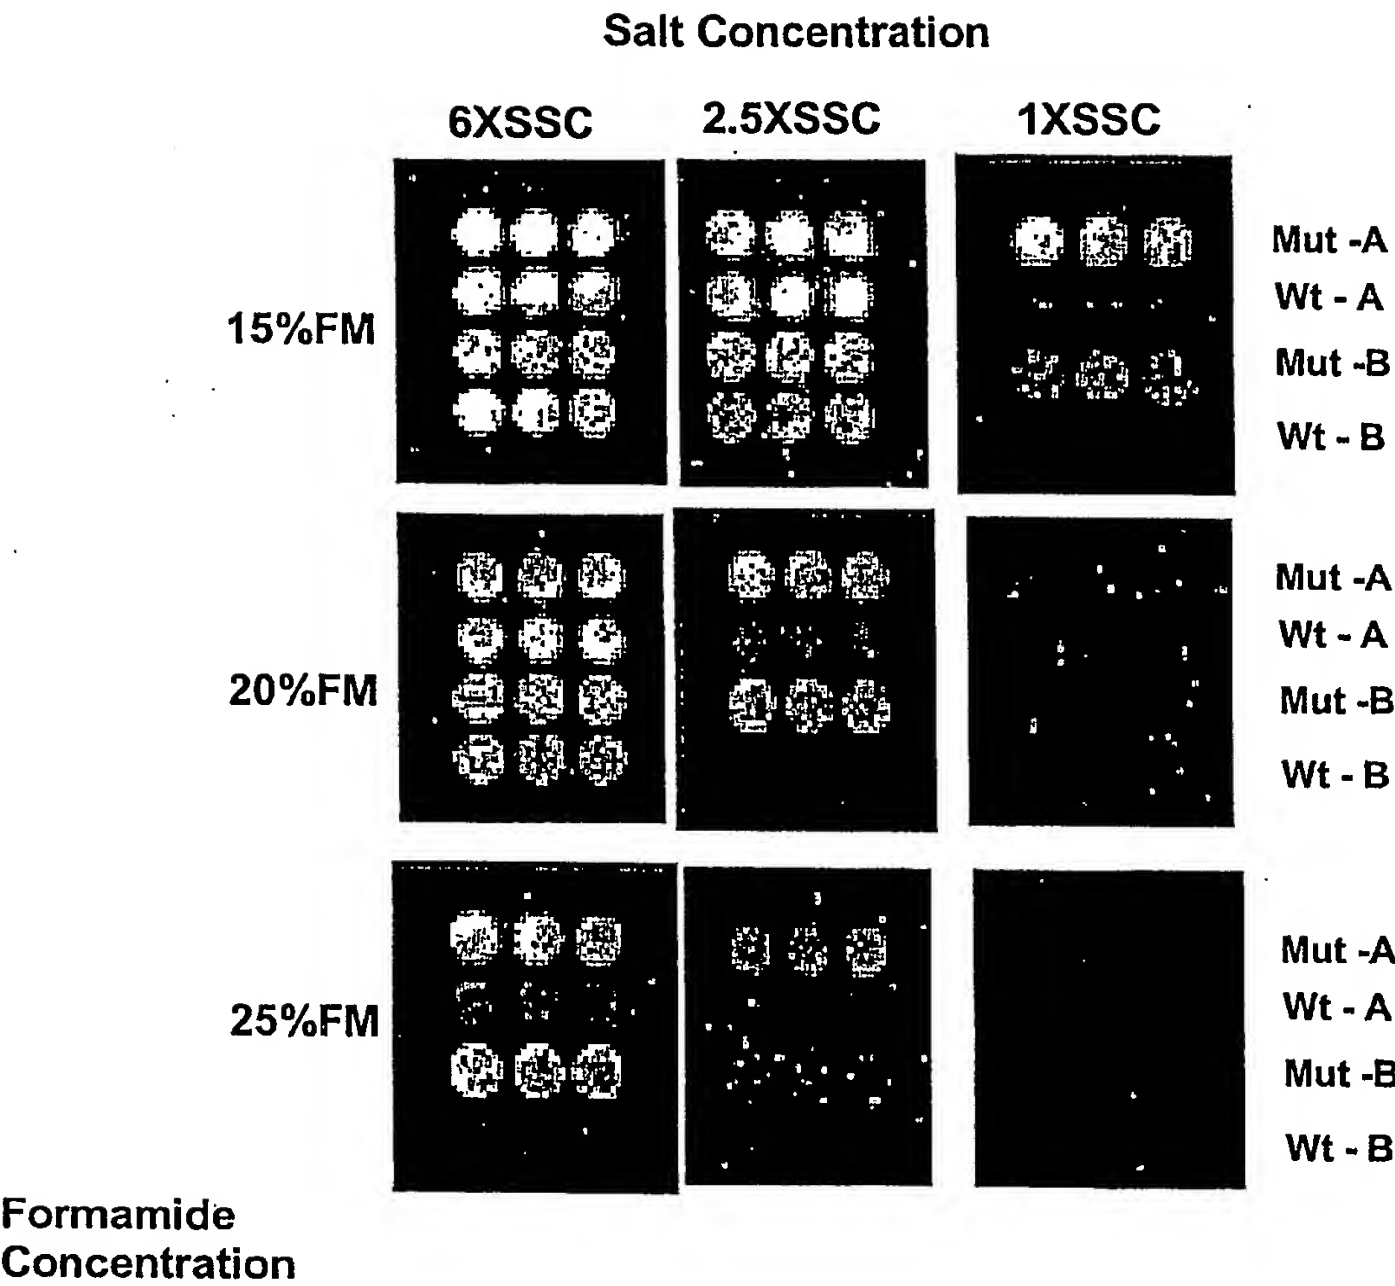 Salt Concentration
6XSSC 2.5XSSC 1XSSC
15%FM
Mut -A
Wt - A
Mut -B
Wt - B
20%FM
Mut -A
Wt - A
Mut -B
Wt - B
25%FM
Mut -A
Wt - A
Mut -B
Wt - B
Formamide
Concentration